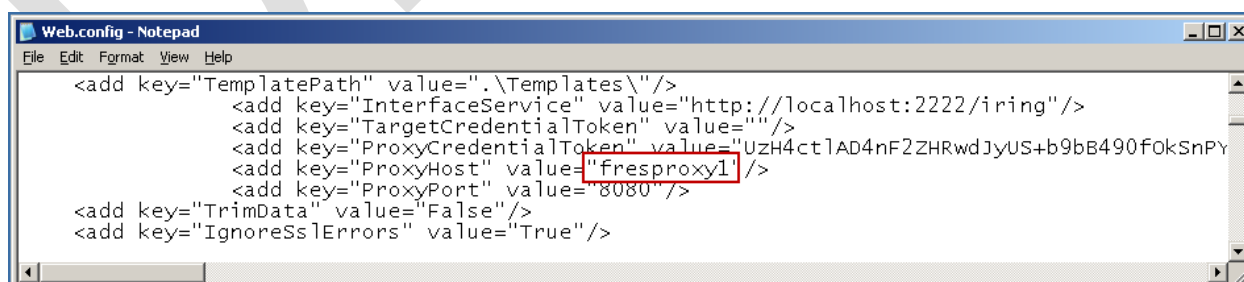 Web.config - Notepad
File Edit Format View Help
<add key="TemplatePath" value=".\Templates\"/>
<add key="InterfaceService" value="http://localhost:2222/iring"/>
<add key="TargetCredentialToken" value=""/>
<add key="ProxyCredentialToken" value="UzH4ctlAD4nF2ZHRwdJyUS+b9bB490fOkSnPY
<add key="ProxyHost" value="fresproxy1"/>
<add key="ProxyPort" value="8080"/>
<add key="TrimData" value="False"/>
<add key="IgnoreSslErrors" value="True"/>